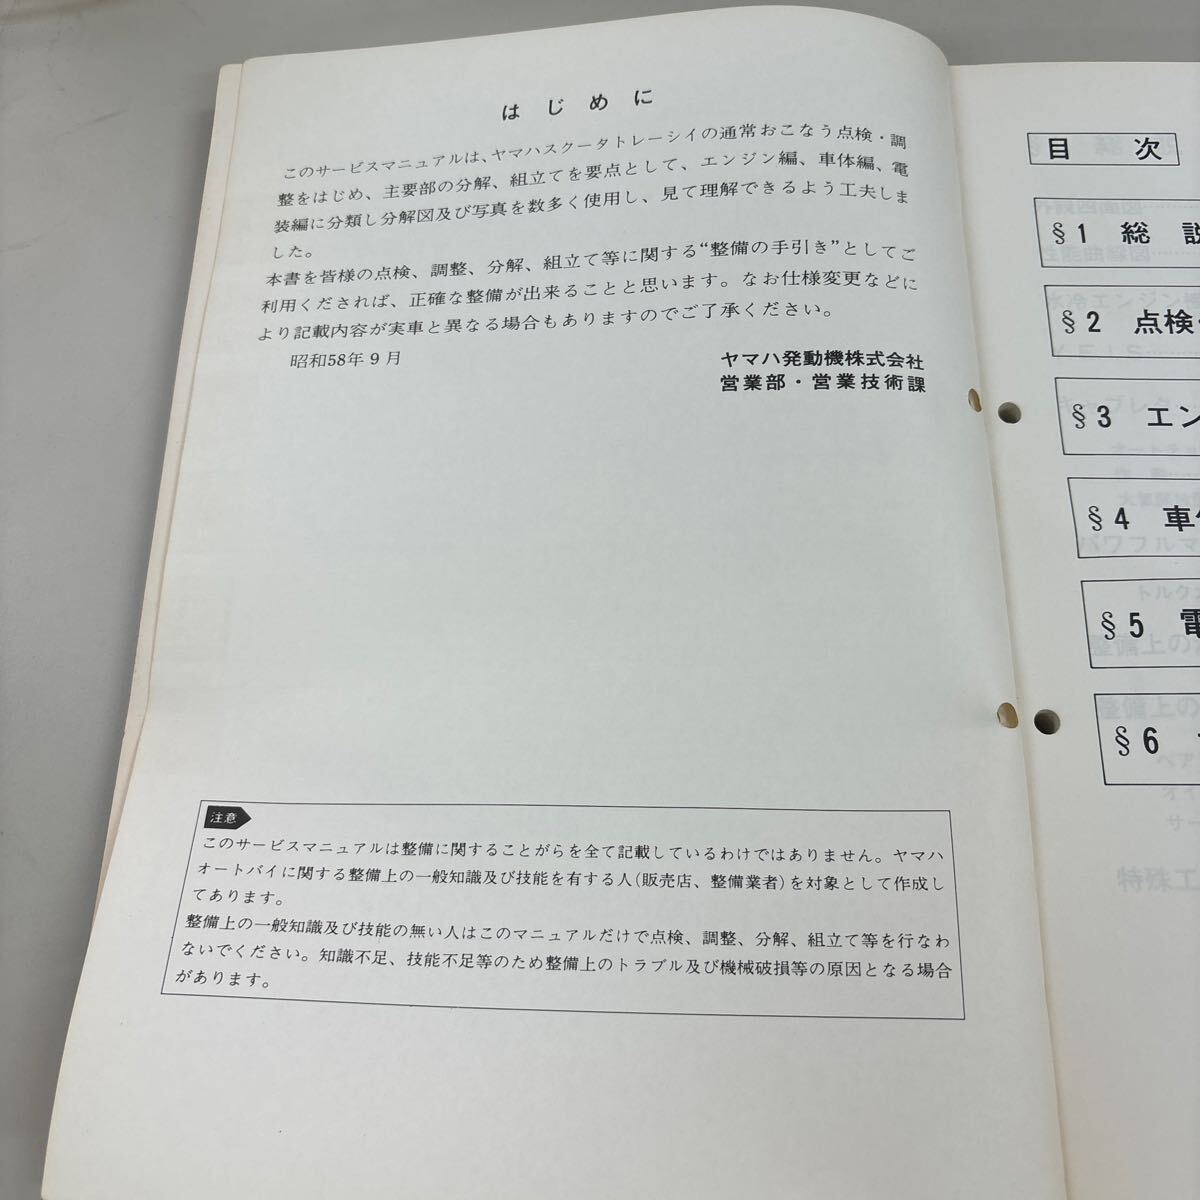 はじめに
このサービスマニュアルは、ヤマハスクータトレーシイの通常おこなう点検・調
整をはじめ、主要部の分解、組立てを要点として、エンジン編、車体編、電
装編に分類し分解図及び写真を数多く使用し、見て理解できるよう工夫しま
した。
本書を皆様の点検、調整、分解、組立て等に関する“整備の手引き”としてご
利用くだされば、正確な整備が出来ることと思います。なお仕様変更などに
より記載内容が実車と異なる場合もありますのでご了承ください。
昭和58年9月
ヤマハ発動機株式会社
営業部・営業技術課
注意
このサービスマニュアルは整備に関することがらを全て記載しているわけではありません。ヤマハ
オートバイに関する整備上の一般知識及び技能を有する人(販売店、整備業者)を対象として作成し
てあります。
整備上の一般知識及び技能の無い人はこのマニュアルだけで点検、調整、分解、組立て等を行なわ
ないでください。知識不足、技能不足等のため整備上のトラブル及び機械破損等の原因となる場合
があります。
目次
§1 総説
§2 点検
§3 エン
§4 車
§5 電
§6